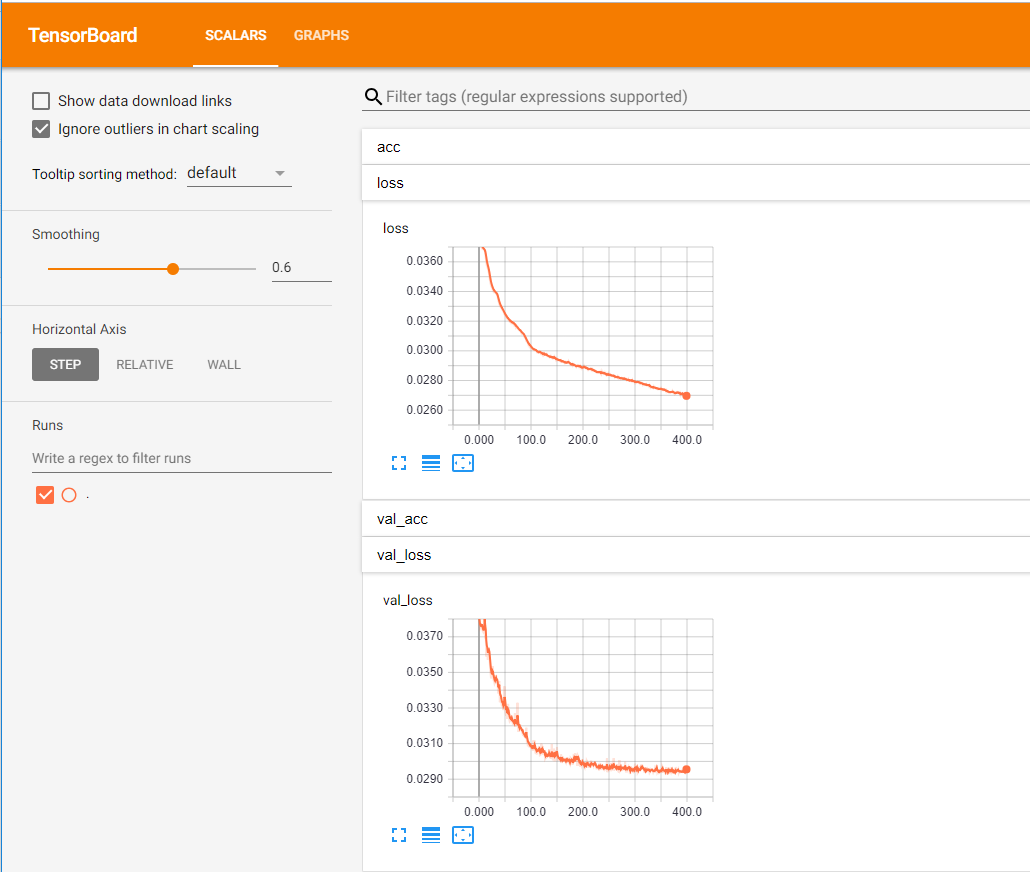 TensorBoard SCALARS GRAPHS
Show data download links
Ignore outliers in chart scaling
Tooltip sorting method: default
Smoothing
0.6
Horizontal Axis
STEP RELATIVE WALL
Runs
Write a regex to filter runs
.
Filter tags (regular expressions supported)
acc
loss
loss
0.0360
0.0340
0.0320
0.0300
0.0280
0.0260
0.000 100.0 200.0 300.0 400.0
val_acc
val_loss
val_loss
0.0370
0.0350
0.0330
0.0310
0.0290
0.000 100.0 200.0 300.0 400.0